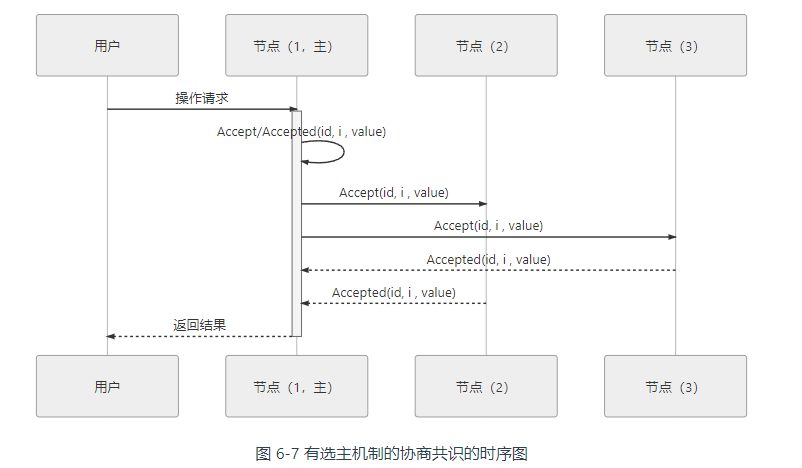 用户 节点（1，主） 节点（2） 节点（3）
操作请求
Accept/Accepted(id, i , value)
Accept(id, i , value)
Accept(id, i , value)
Accepted(id, i , value)
Accepted(id, i , value)
返回结果
用户 节点（1，主） 节点（2） 节点（3）
图 6-7 有选主机制的协商共识的时序图